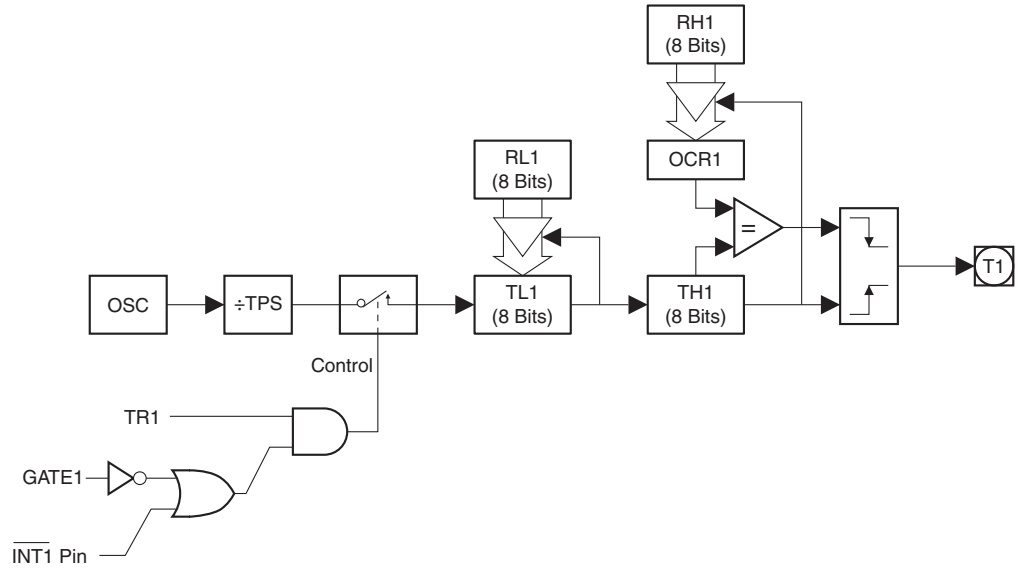 RH1
(8 Bits)
OCR1
RL1
(8 Bits)
=
T1
OSC
÷TPS
TL1
(8 Bits)
TH1
(8 Bits)
Control
TR1
GATE1
INT1 Pin